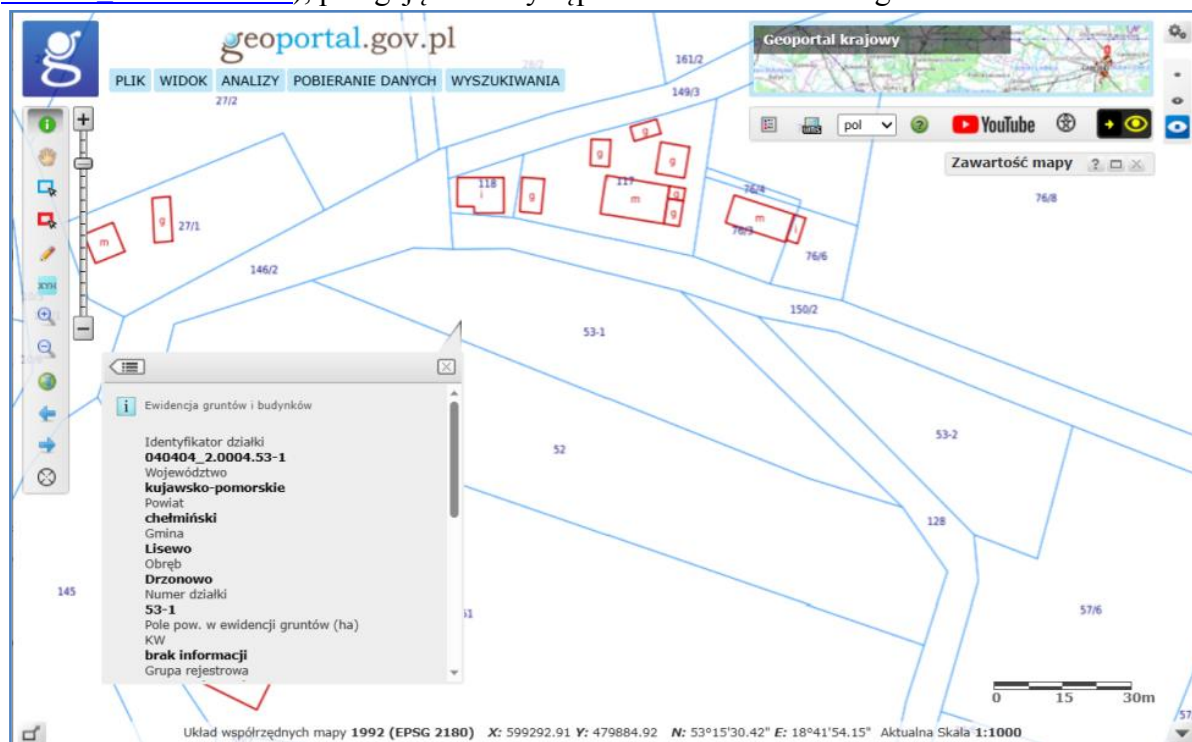 geoportal.gov.pl
PLIK WIDOK ANALIZY POBIERANIE DANYCH WYSZUKIWANIA
Geoportal krajowy
pol
YouTube
Zawartość mapy
161/2
149/3
27/2
118
117
76/4
76/8
76/3
76/6
27/1
146/2
150/2
53-1
53-2
52
128
145
57/6
g
g
g
g
g
g
g
m
m
m
i
i
XYH
Ewidencja gruntów i budynków
Identyfikator działki
040404_2.0004.53-1
Województwo
kujawsko-pomorskie
Powiat
chełmiński
Gmina
Lisewo
Obręb
Drzonowo
Numer działki
53-1
Pole pow. w ewidencji gruntów (ha)
KW
brak informacji
Grupa rejestrowa
0 15 30m
Układ współrzędnych mapy 1992 (EPSG 2180) X: 599292.91 Y: 479884.92 N: 53°15'30.42" E: 18°41'54.15" Aktualna Skala 1:1000